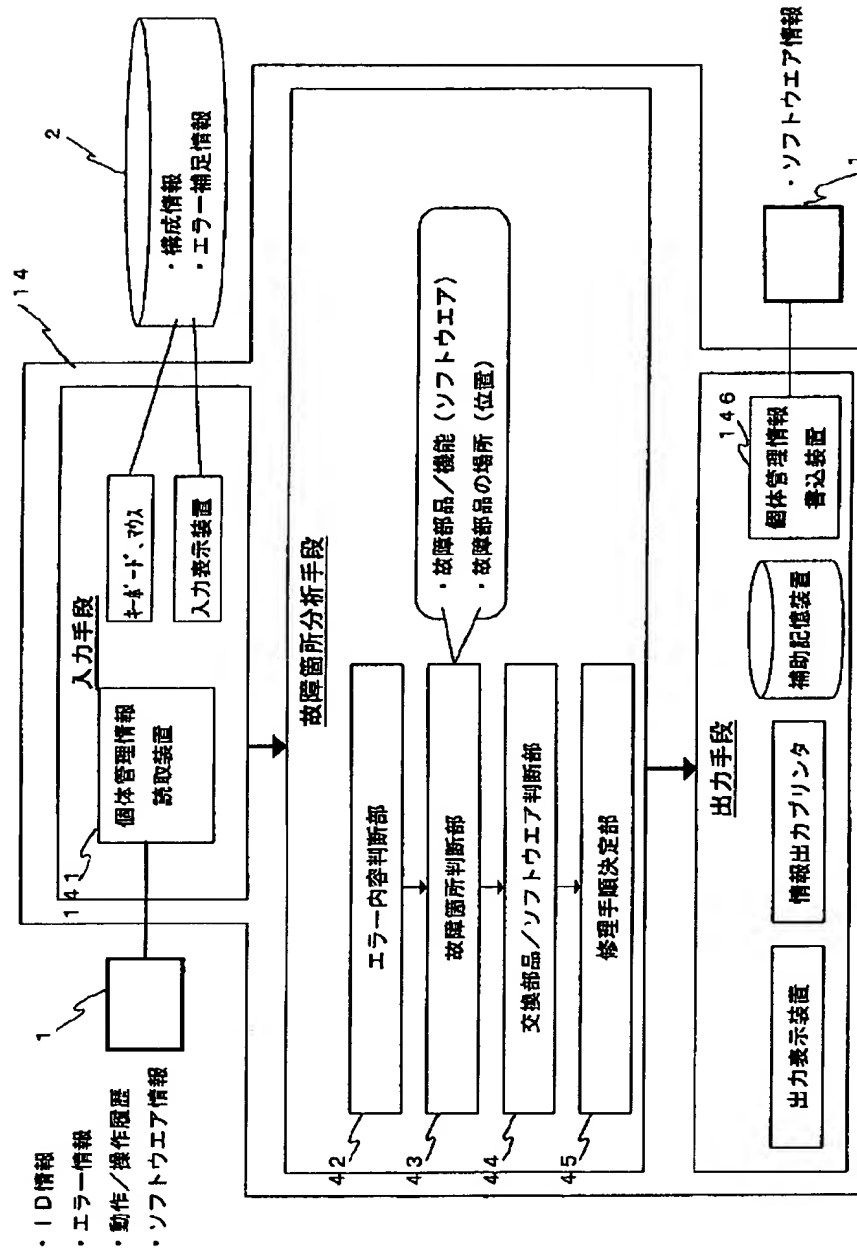 ・ＩＤ情報
・エラー情報
・動作／操作履歴
・ソフトウエア情報
1
14
2
・構成情報
・エラー補足情報
入力手段
141
個体管理情報
読取装置
ｷｰﾎﾞｰﾄﾞ、ﾏｳｽ
入力表示装置
故障箇所分析手段
42
エラー内容判断部
43
故障箇所判断部
・故障部品／機能（ソフトウエア）
・故障部品の場所（位置）
44
交換部品／ソフトウエア判断部
45
修理手順決定部
出力手段
出力表示装置
情報出力プリンタ
補助記憶装置
146
個体管理情報
書込装置
・ソフトウエア情報
1